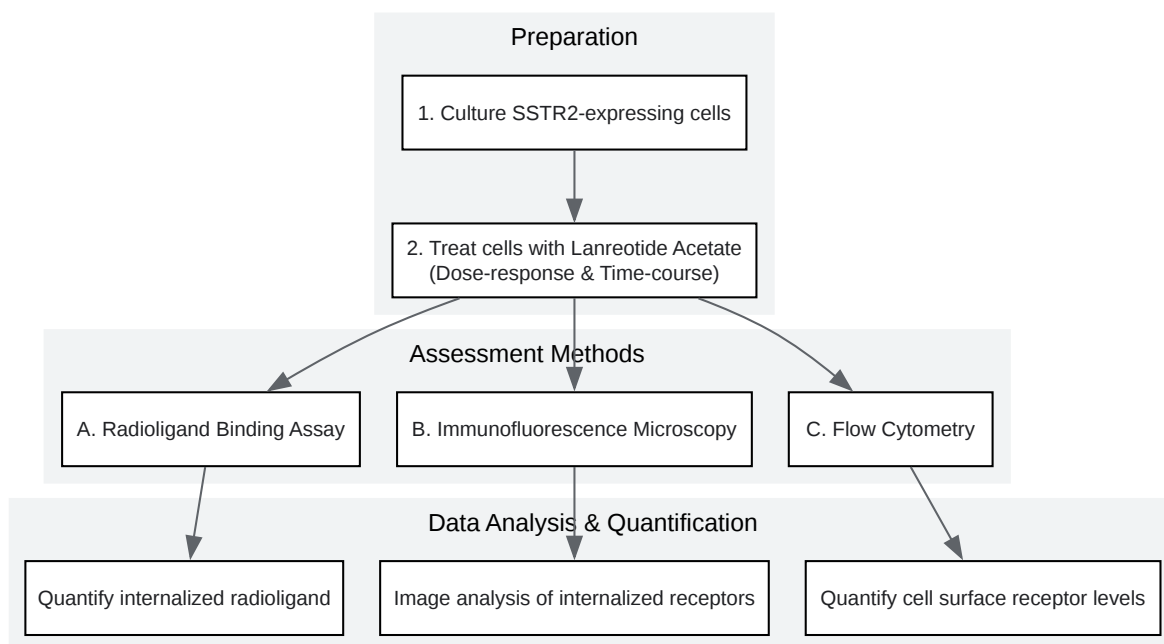 Preparation
1. Culture SSTR2-expressing cells
2. Treat cells with Lanreotide Acetate
(Dose-response & Time-course)
Assessment Methods
A. Radioligand Binding Assay
B. Immunofluorescence Microscopy
C. Flow Cytometry
Data Analysis & Quantification
Quantify internalized radioligand
Image analysis of internalized receptors
Quantify cell surface receptor levels